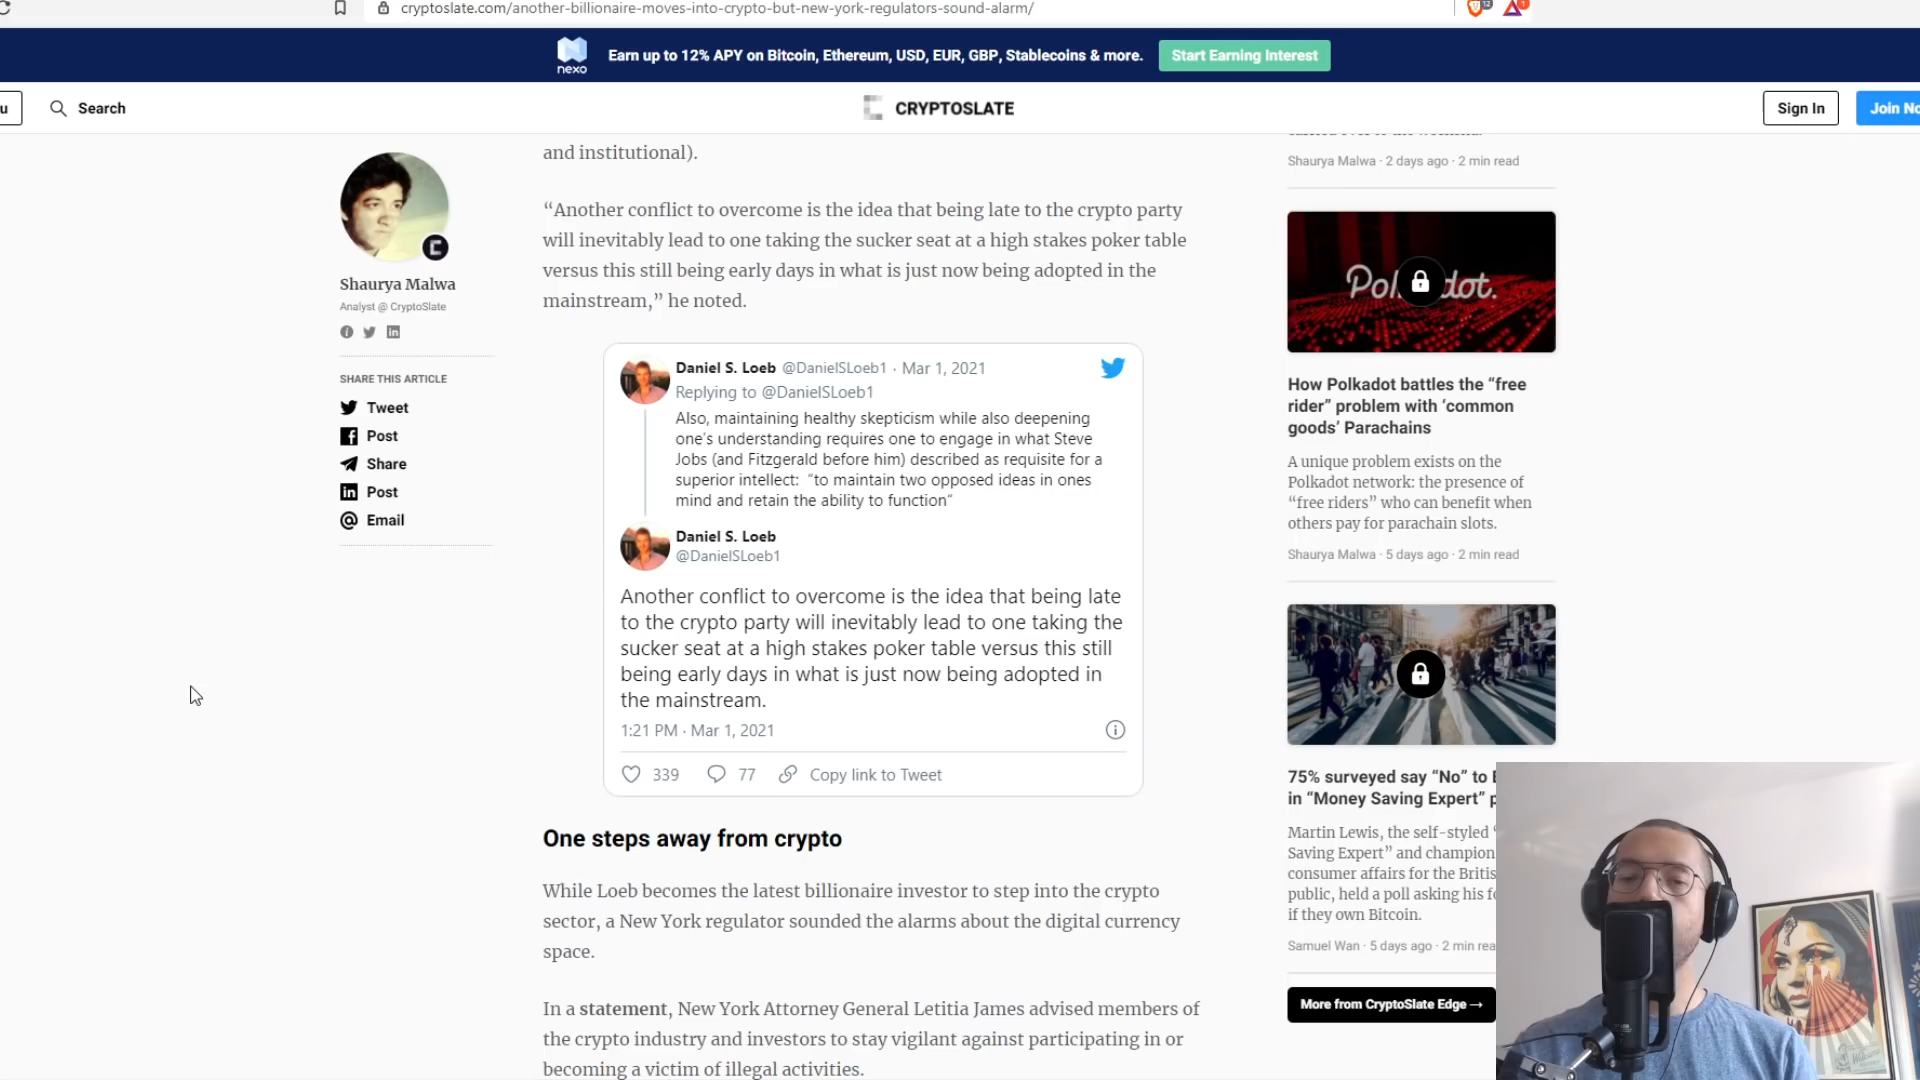 cryptoslate.com/another-billionaire-moves-into-crypto-but-new-york-regulators-sound-alarm/
12
1
nexo
Earn up to 12% APY on Bitcoin, Ethereum, USD, EUR, GBP, Stablecoins & more.
Start Earning Interest
u
Search
CRYPTOSLATE
Sign In
Join No
and institutional).
“Another conflict to overcome is the idea that being late to the crypto party
will inevitably lead to one taking the sucker seat at a high stakes poker table
versus this still being early days in what is just now being adopted in the
mainstream,” he noted.
Shaurya Malwa
Analyst @ CryptoSlate
SHARE THIS ARTICLE
Tweet
Post
Share
Post
Email
Daniel S. Loeb @DanielSLoeb1 · Mar 1, 2021
Replying to @DanielSLoeb1
Also, maintaining healthy skepticism while also deepening
one’s understanding requires one to engage in what Steve
Jobs (and Fitzgerald before him) described as requisite for a
superior intellect: “to maintain two opposed ideas in ones
mind and retain the ability to function”
Daniel S. Loeb
@DanielSLoeb1
Another conflict to overcome is the idea that being late
to the crypto party will inevitably lead to one taking the
sucker seat at a high stakes poker table versus this still
being early days in what is just now being adopted in
the mainstream.
1:21 PM · Mar 1, 2021
339
77
Copy link to Tweet
One steps away from crypto
While Loeb becomes the latest billionaire investor to step into the crypto
sector, a New York regulator sounded the alarms about the digital currency
space.
In a statement, New York Attorney General Letitia James advised members of
the crypto industry and investors to stay vigilant against participating in or
becoming a victim of illegal activities.
Shaurya Malwa · 2 days ago · 2 min read
Pol dot.
How Polkadot battles the “free
rider” problem with ‘common
goods’ Parachains
A unique problem exists on the
Polkadot network: the presence of
“free riders” who can benefit when
others pay for parachain slots.
Shaurya Malwa · 5 days ago · 2 min read
75% surveyed say “No” to
in “Money Saving Expert” p
Martin Lewis, the self-styled
Saving Expert” and champion
consumer affairs for the Britis
public, held a poll asking his fo
if they own Bitcoin.
Samuel Wan · 5 days ago · 2 min rea
More from CryptoSlate Edge →